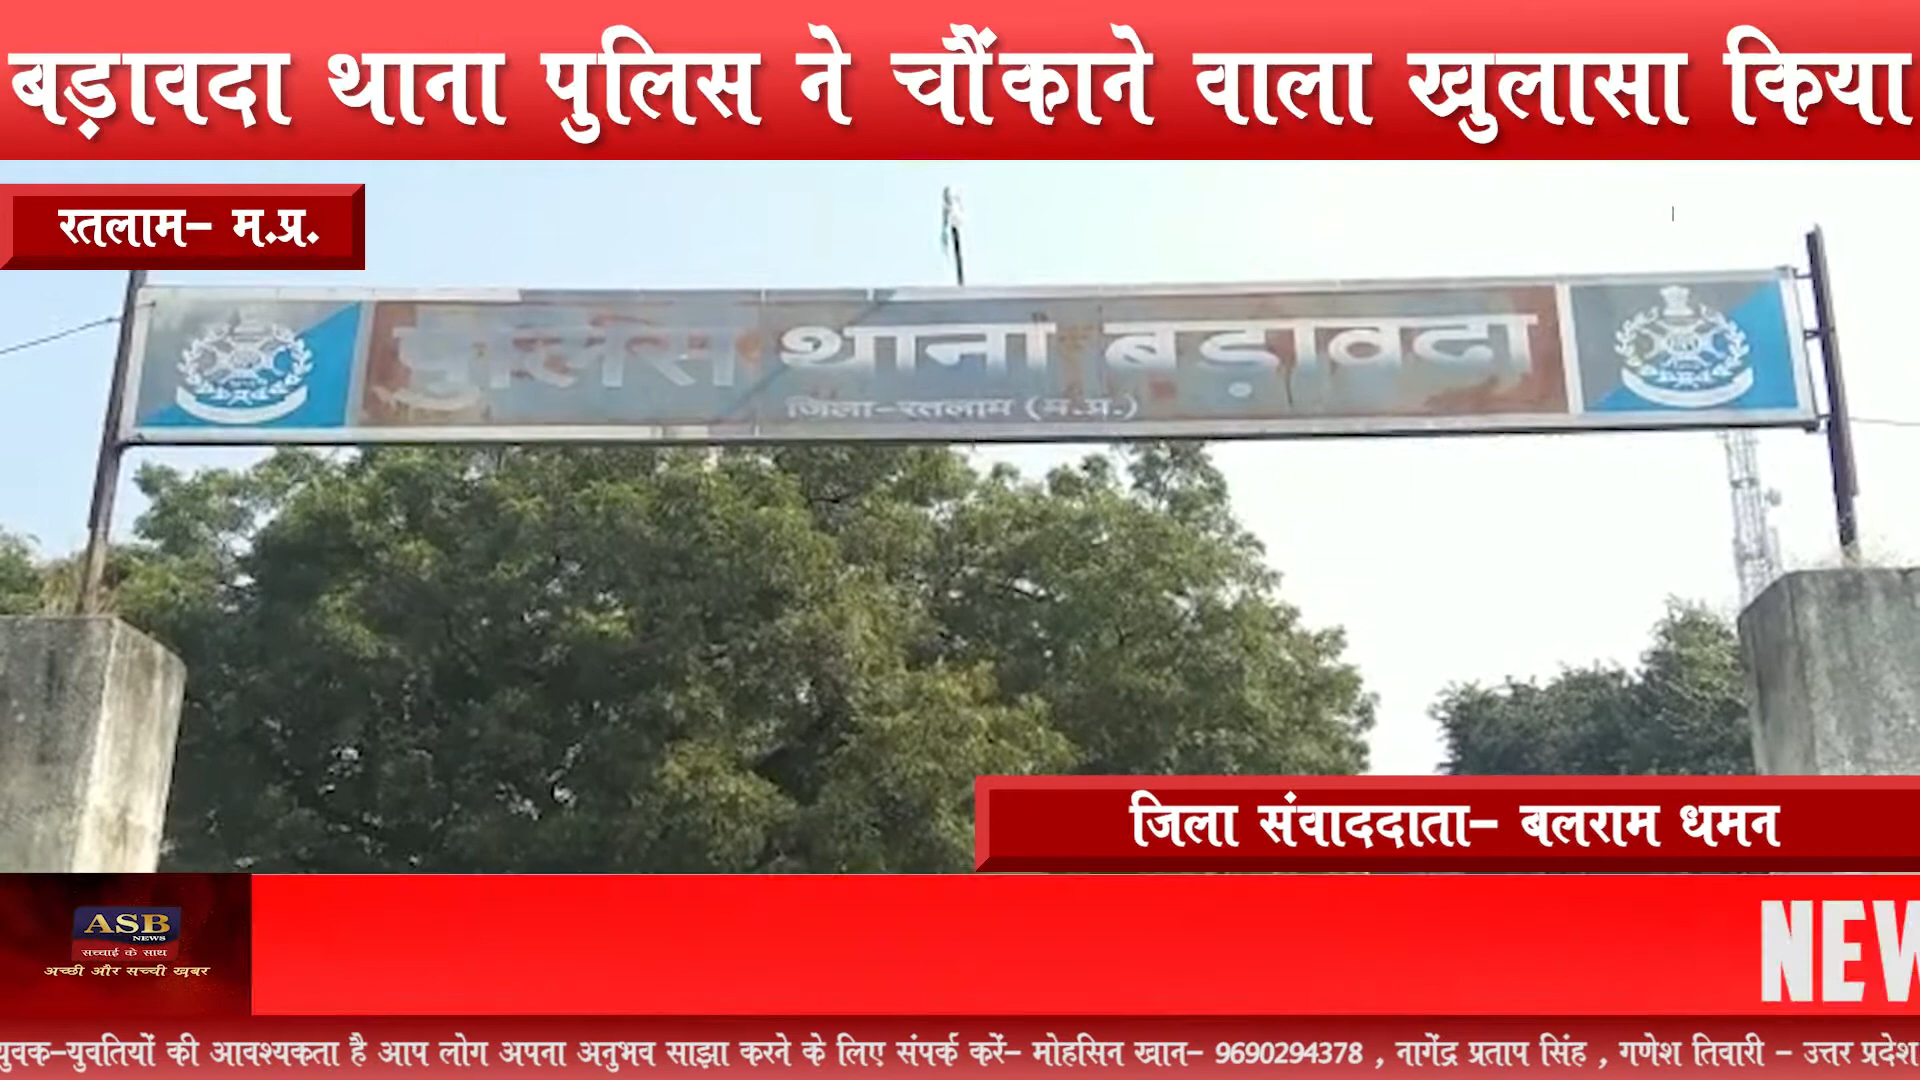 बड़ावदा थाना पुलिस ने चौंकाने वाला खुलासा किया
रतलाम- म.प्र.
पुलिस थाना बड़ावदा
जिला-रतलाम (म.प्र.)
जिला संवाददाता- बलराम धमन
ASB
NEWS
सच्चाई के साथ
अच्छी और सच्ची ख़बर
NEW
युवक-युवतियों की आवश्यकता है आप लोग अपना अनुभव साझा करने के लिए संपर्क करें- मोहसिन खान- 9690294378 , नागेंद्र प्रताप सिंह , गणेश तिवारी - उत्तर प्रदेश